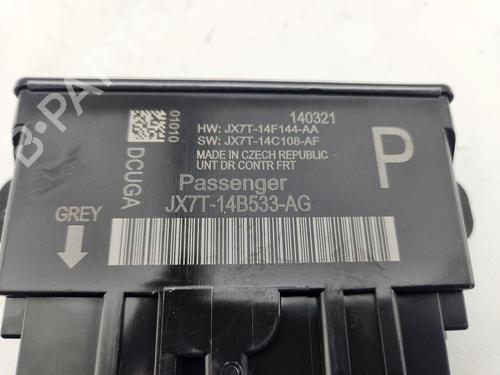 140321
01010
HW: JX7T-14F144-AA
SW: JX7T-14C108-AF
MADE IN CZECH REPUBLIC
UNT DR CONTR FRT
P
DCUGA
Passenger
JX7T-14B533-AG
GREY